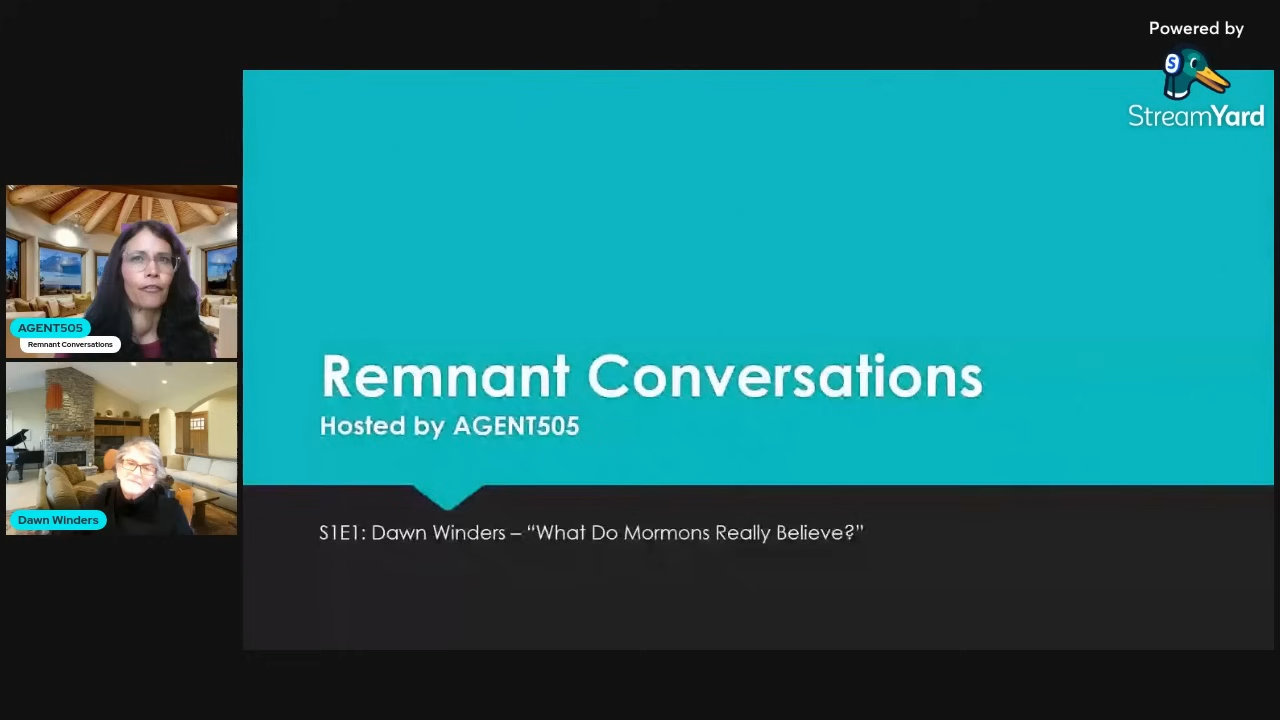 Powered by
S
StreamYard
AGENT505
Remnant Conversations
Dawn Winders
Remnant Conversations
Hosted by AGENT505
S1E1: Dawn Winders – “What Do Mormons Really Believe?”